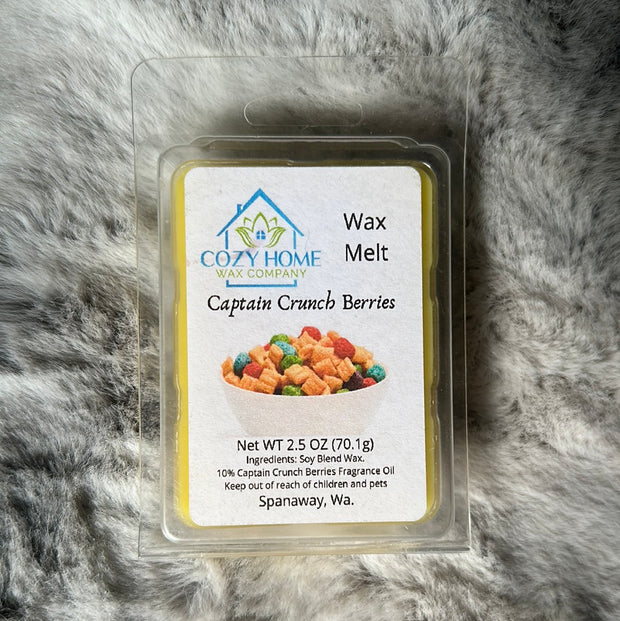 COZY HOME
WAX COMPANY
Wax
Melt
Captain Crunch Berries
Net WT 2.5 OZ (70.1g)
Ingredients: Soy Blend Wax.
10% Captain Crunch Berries Fragrance Oil
Keep out of reach of children and pets
Spanaway, Wa.